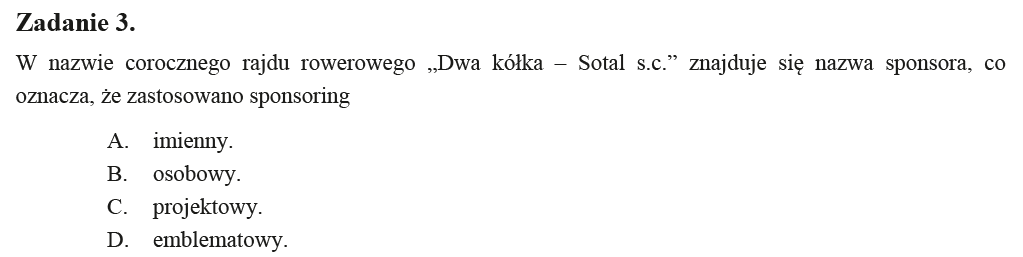 Zadanie 3.
W nazwie corocznego rajdu rowerowego „Dwa kółka – Sotal s.c.” znajduje się nazwa sponsora, co
oznacza, że zastosowano sponsoring
A. imienny.
B. osobowy.
C. projektowy.
D. emblematowy.